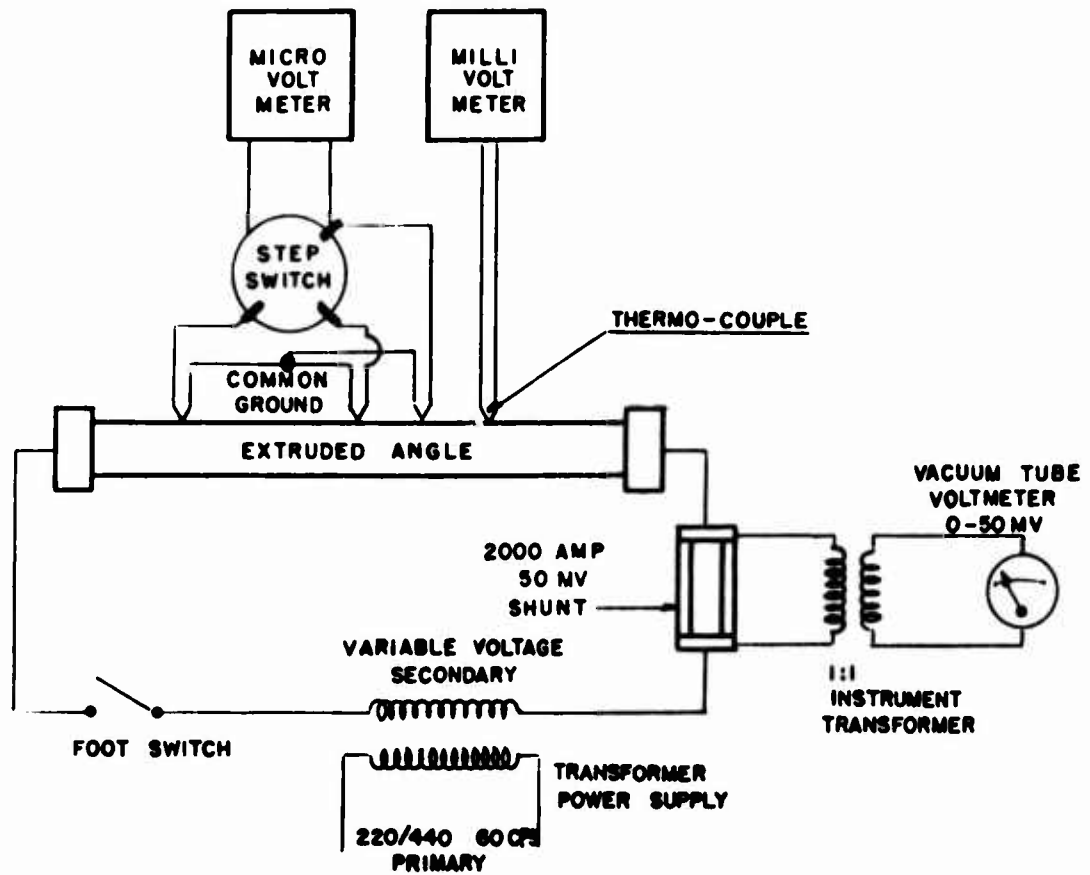 MICRO
VOLT
METER
MILLI
VOLT
METER
STEP
SWITCH
THERMO-COUPLE
COMMON
GROUND
EXTRUDED ANGLE
VACUUM TUBE
VOLTMETER
0-50 MV
2000 AMP
50 MV
SHUNT
VARIABLE VOLTAGE
SECONDARY
1:1
INSTRUMENT
TRANSFORMER
FOOT SWITCH
TRANSFORMER
POWER SUPPLY
220/440 60 CPS
PRIMARY